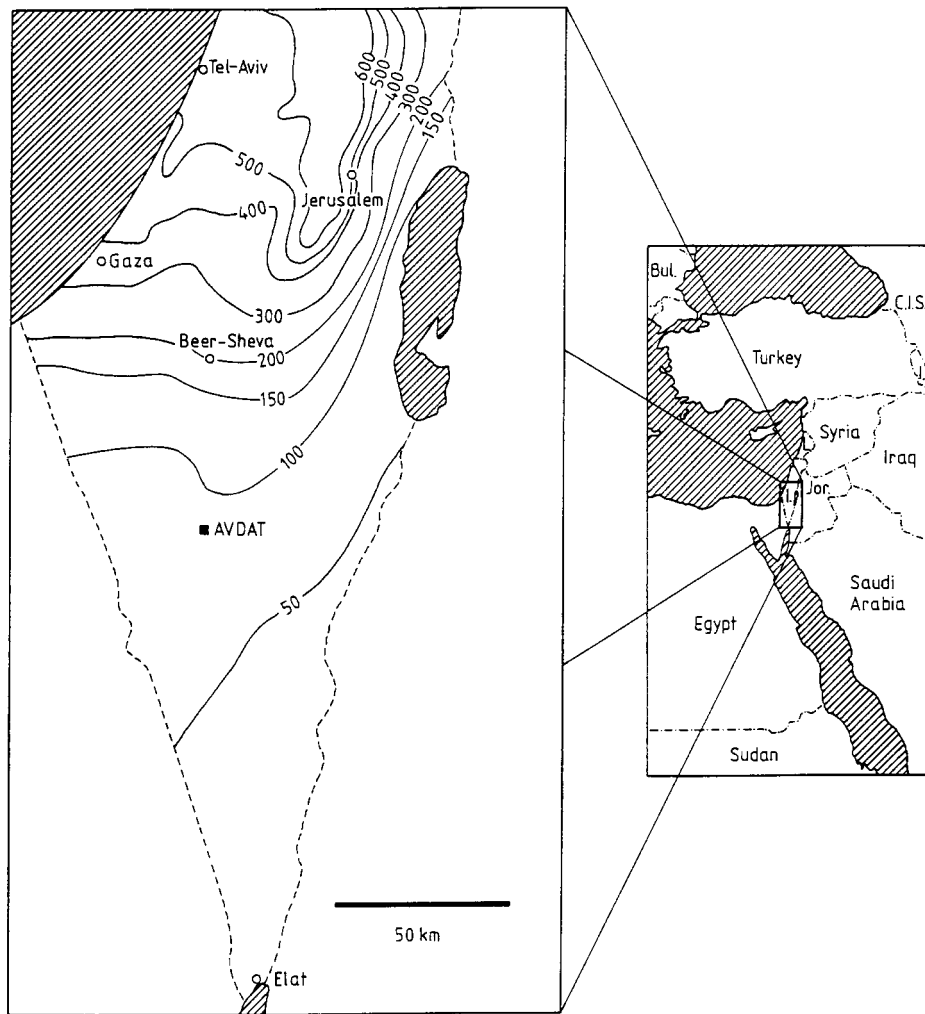 Tel-Aviv
600
500
400
300
200
150
500
400
Jerusalem
Gaza
300
Beer-Sheva
200
150
100
AVDAT
50
50 km
Elat
Bul.
C.I.S.
Turkey
Syria
Iraq
Jor.
I.
Saudi
Arabia
Egypt
Sudan